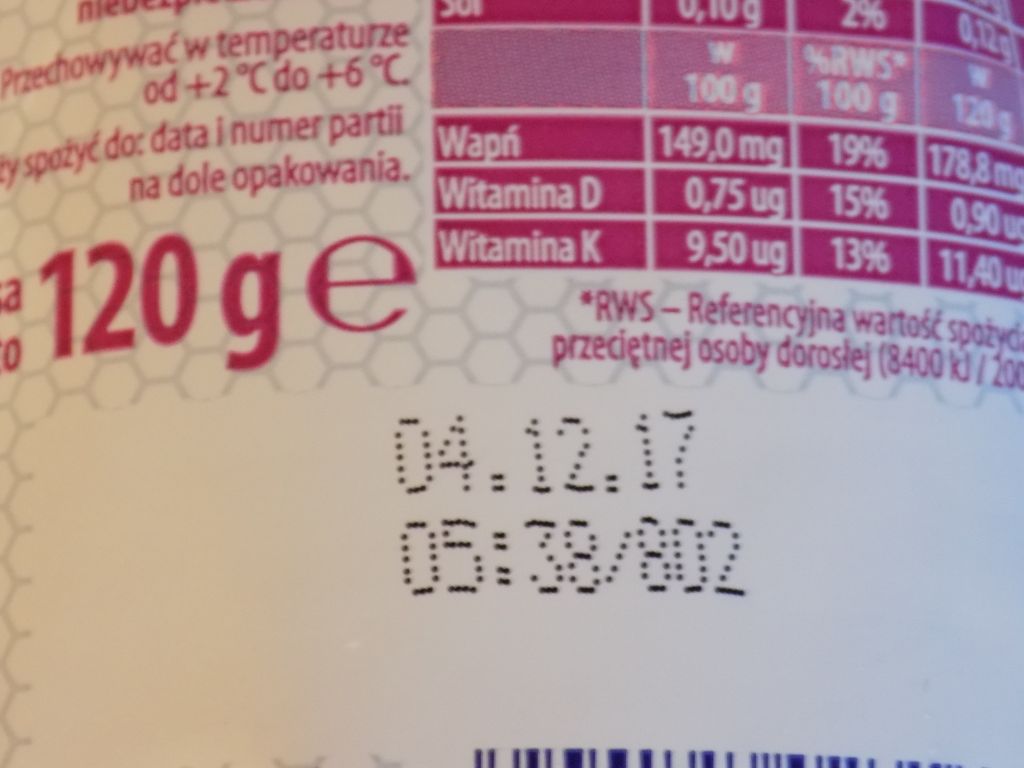 Przechowywać w temperaturze
od +2 °C do +6 °C.
spożyć do: data i numer partii
na dole opakowania.
120 g e
Sól 0,10 g 2% 0,12 g
w 100 g %RWS* 100 g w 120 g
Wapń 149,0 mg 19% 178,8 mg
Witamina D 0,75 ug 15% 0,90 ug
Witamina K 9,50 ug 13% 11,40 ug
*RWS – Referencyjna wartość
przeciętnej osoby dorosłej (8400 kJ / 200
04.12.17
05:38/802